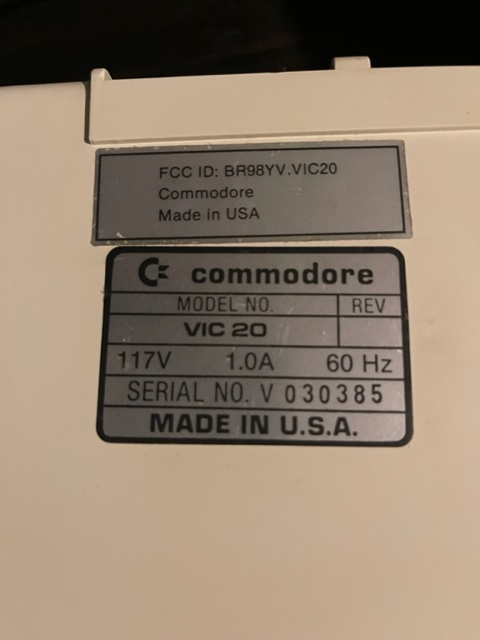 FCC ID: BR98YV.VIC20
Commodore
Made in USA
commodore
MODEL NO. REV
VIC 20
117V 1.0A 60 Hz
SERIAL NO. V 030385
MADE IN U.S.A.